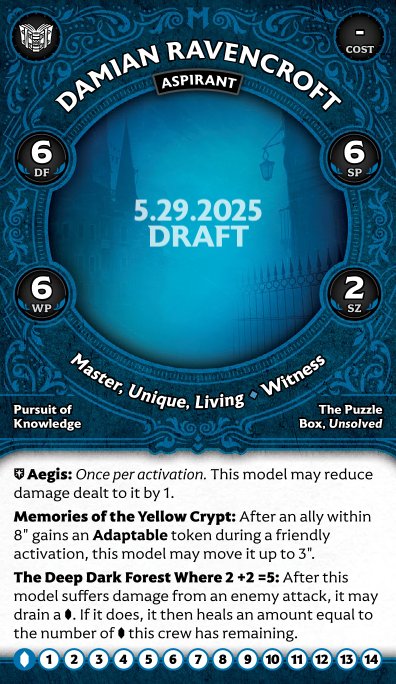 -
COST
DAMIAN RAVENCROFT
ASPIRANT
6
DF
6
SP
5.29.2025
DRAFT
6
WP
2
SZ
Master, Unique, Living ⬧ Witness
Pursuit of
Knowledge
The Puzzle
Box, Unsolved
Aegis: Once per activation. This model may reduce
damage dealt to it by 1.
Memories of the Yellow Crypt: After an ally within
8" gains an Adaptable token during a friendly
activation, this model may move it up to 3".
The Deep Dark Forest Where 2 +2 =5: After this
model suffers damage from an enemy attack, it may
drain a ⬧. If it does, it then heals an amount equal to
the number of ⬧ this crew has remaining.
1 2 3 4 5 6 7 8 9 10 11 12 13 14